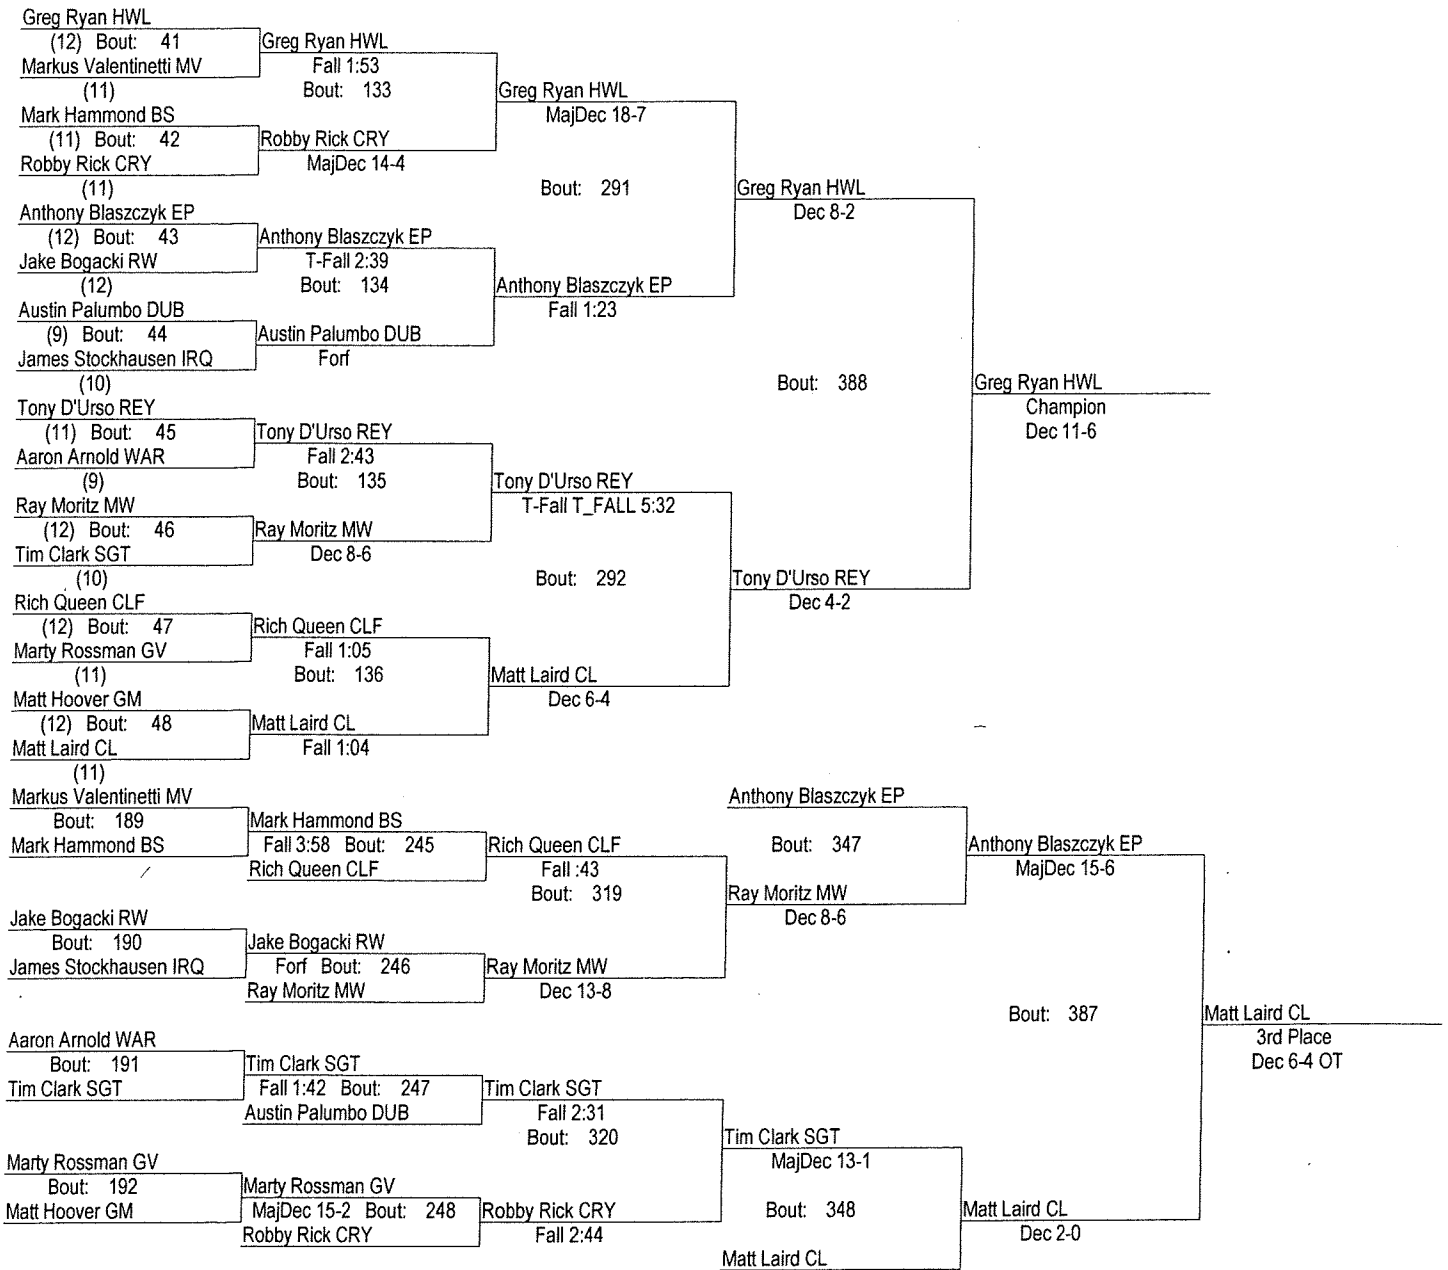 Greg Ryan HWL
(12) Bout: 41
Markus Valentinetti MV
(11)
Mark Hammond BS
(11) Bout: 42
Robby Rick CRY
(11)
Anthony Blaszczyk EP
(12) Bout: 43
Jake Bogacki RW
(12)
Austin Palumbo DUB
(9) Bout: 44
James Stockhausen IRQ
(10)
Tony D'Urso REY
(11) Bout: 45
Aaron Arnold WAR
(9)
Ray Moritz MW
(12) Bout: 46
Tim Clark SGT
(10)
Rich Queen CLF
(12) Bout: 47
Marty Rossman GV
(11)
Matt Hoover GM
(12) Bout: 48
Matt Laird CL
(11)
Greg Ryan HWL
Fall 1:53
Bout: 133
Robby Rick CRY
MajDec 14-4
Anthony Blaszczyk EP
T-Fall 2:39
Bout: 134
Austin Palumbo DUB
Forf
Tony D'Urso REY
Fall 2:43
Bout: 135
Ray Moritz MW
Dec 8-6
Rich Queen CLF
Fall 1:05
Bout: 136
Matt Laird CL
Fall 1:04
Greg Ryan HWL
MajDec 18-7
Bout: 291
Anthony Blaszczyk EP
Fall 1:23
Tony D'Urso REY
T-Fall T_FALL 5:32
Bout: 292
Matt Laird CL
Dec 6-4
Greg Ryan HWL
Dec 8-2
Bout: 388
Tony D'Urso REY
Dec 4-2
Greg Ryan HWL
Champion
Dec 11-6
Markus Valentinetti MV
Bout: 189
Mark Hammond BS
Jake Bogacki RW
Bout: 190
James Stockhausen IRQ
Aaron Arnold WAR
Bout: 191
Tim Clark SGT
Marty Rossman GV
Bout: 192
Matt Hoover GM
Mark Hammond BS
Fall 3:58 Bout: 245
Rich Queen CLF
Jake Bogacki RW
Forf Bout: 246
Ray Moritz MW
Tim Clark SGT
Fall 1:42 Bout: 247
Austin Palumbo DUB
Marty Rossman GV
MajDec 15-2 Bout: 248
Robby Rick CRY
Rich Queen CLF
Fall :43
Bout: 319
Ray Moritz MW
Dec 13-8
Tim Clark SGT
Fall 2:31
Bout: 320
Robby Rick CRY
Fall 2:44
Anthony Blaszczyk EP
Bout: 347
Ray Moritz MW
Dec 8-6
Tim Clark SGT
MajDec 13-1
Bout: 348
Matt Laird CL
Anthony Blaszczyk EP
MajDec 15-6
Bout: 387
Matt Laird CL
Dec 2-0
Matt Laird CL
3rd Place
Dec 6-4 OT